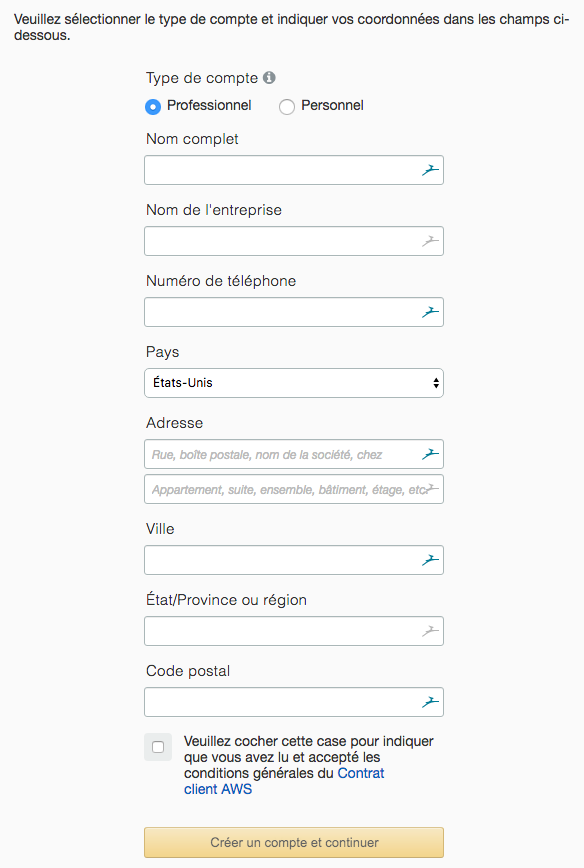 Veuillez sélectionner le type de compte et indiquer vos coordonnées dans les champs ci-
dessous.
Type de compte
Professionnel
Personnel
Nom complet
Nom de l'entreprise
Numéro de téléphone
Pays
États-Unis
Adresse
Rue, boîte postale, nom de la société, chez
Appartement, suite, ensemble, bâtiment, étage, etc.
Ville
État/Province ou région
Code postal
Veuillez cocher cette case pour indiquer
que vous avez lu et accepté les
conditions générales du Contrat
client AWS
Créer un compte et continuer